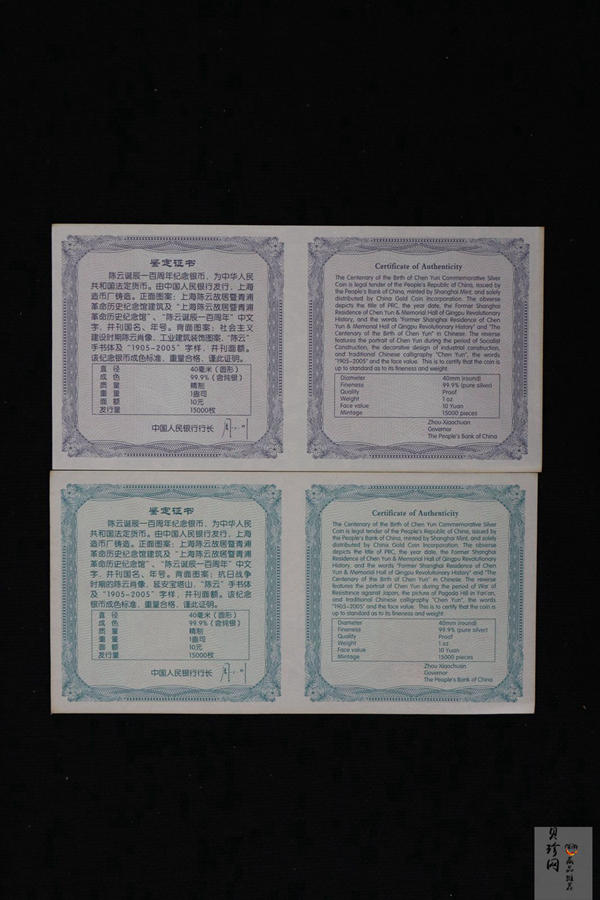 鉴定证书
陈云诞辰一百周年纪念银币，为中华人民
共和国法定货币。由中国人民银行发行，上海
造币厂铸造。正面图案：上海陈云故居暨青浦
革命历史纪念馆建筑及“上海陈云故居暨青浦
革命历史纪念馆”、“陈云诞辰一百周年”中文
字，并刊国名、年号。背面图案：社会主义
建设时期陈云肖像、工业建筑装饰图案，“陈云”
手书体及“1905-2005”字样，并刊面额。
该纪念银币成色标准，重量合格，谨此证明。
直 径 40毫米（圆形）
成 色 99.9%（含纯银）
质 量 精制
重 量 1盎司
面 额 10元
发行量 15000枚
中国人民银行行长
Certificate of Authenticity
The Centenary of the Birth of Chen Yun Commemorative Silver
Coin is legal tender of the People's Republic of China, issued by
the People's Bank of China, minted by Shanghai Mint, and solely
distributed by China Gold Coin Incorporation. The obverse
depicts the title of PRC, the year date, the Former Shanghai
Residence of Chen Yun & Memorial Hall of Qingpu Revolutionary
History, and the words "Former Shanghai Residence of Chen
Yun & Memorial Hall of Qingpu Revolutionary History" and "The
Centenary of the Birth of Chen Yun" in Chinese. The reverse
features the portrait of Chen Yun during the period of Socialist
Construction, the decorative design of industrial construction,
and traditional Chinese calligraphy "Chen Yun", the words
"1905-2005" and the face value. This is to certify that the coin is
up to standard as to its fineness and weight.
Diameter 40mm (round)
Fineness 99.9% (pure silver)
Quality Proof
Weight 1 oz
Face value 10 Yuan
Mintage 15000 pieces
Zhou Xiaochuan
Governor
The People's Bank of China
鉴定证书
陈云诞辰一百周年纪念银币，为中华人民
共和国法定货币。由中国人民银行发行，上海
造币厂铸造。正面图案：上海陈云故居暨青浦
革命历史纪念馆建筑及“上海陈云故居暨青浦
革命历史纪念馆”、“陈云诞辰一百周年”中文
字，并刊国名、年号。背面图案：抗日战争
时期的陈云肖像、延安宝塔山，“陈云”手书体
及“1905-2005”字样，并刊面额。该纪念
银币成色标准，重量合格，谨此证明。
直 径 40毫米（圆形）
成 色 99.9%（含纯银）
质 量 精制
重 量 1盎司
面 额 10元
发行量 15000枚
中国人民银行行长
Certificate of Authenticity
The Centenary of the Birth of Chen Yun Commemorative Silver
Coin is legal tender of the People's Republic of China, issued by
the People's Bank of China, minted by Shanghai Mint, and solely
distributed by China Gold Coin Incorporation. The obverse
depicts the title of PRC, the year date, the Former Shanghai
Residence of Chen Yun & Memorial Hall of Qingpu Revolutionary
History, and the words "Former Shanghai Residence of Chen
Yun & Memorial Hall of Qingpu Revolutionary History" and "The
Centenary of the Birth of Chen Yun" in Chinese. The reverse
features the portrait of Chen Yun during the period of War of
Resistance against Japan, the picture of Pagoda Hill in Yan'an,
and traditional Chinese calligraphy "Chen Yun", the words
"1905-2005" and the face value. This is to certify that the coin is
up to standard as to its fineness and weight.
Diameter 40mm (round)
Fineness 99.9% (pure silver)
Quality Proof
Weight 1 oz
Face value 10 Yuan
Mintage 15000 pieces
Zhou Xiaochuan
Governor
The People's Bank of China
贝珍网